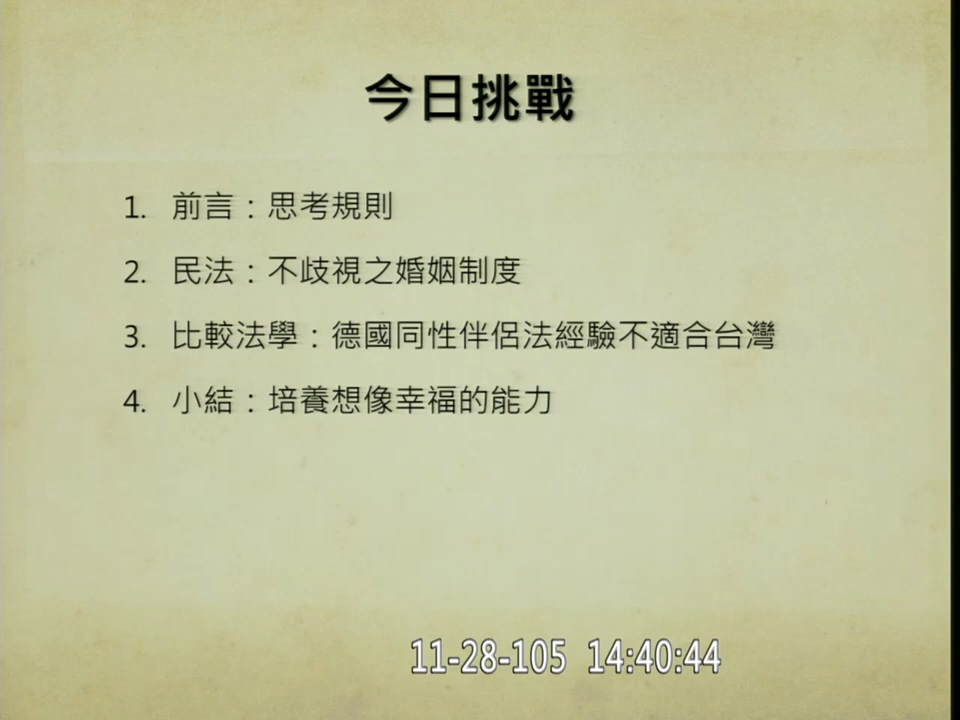 今日挑戰
1. 前言：思考規則
2. 民法：不歧視之婚姻制度
3. 比較法學：德國同性伴侶法經驗不適合台灣
4. 小結：培養想像幸福的能力
11-28-105 14:40:44